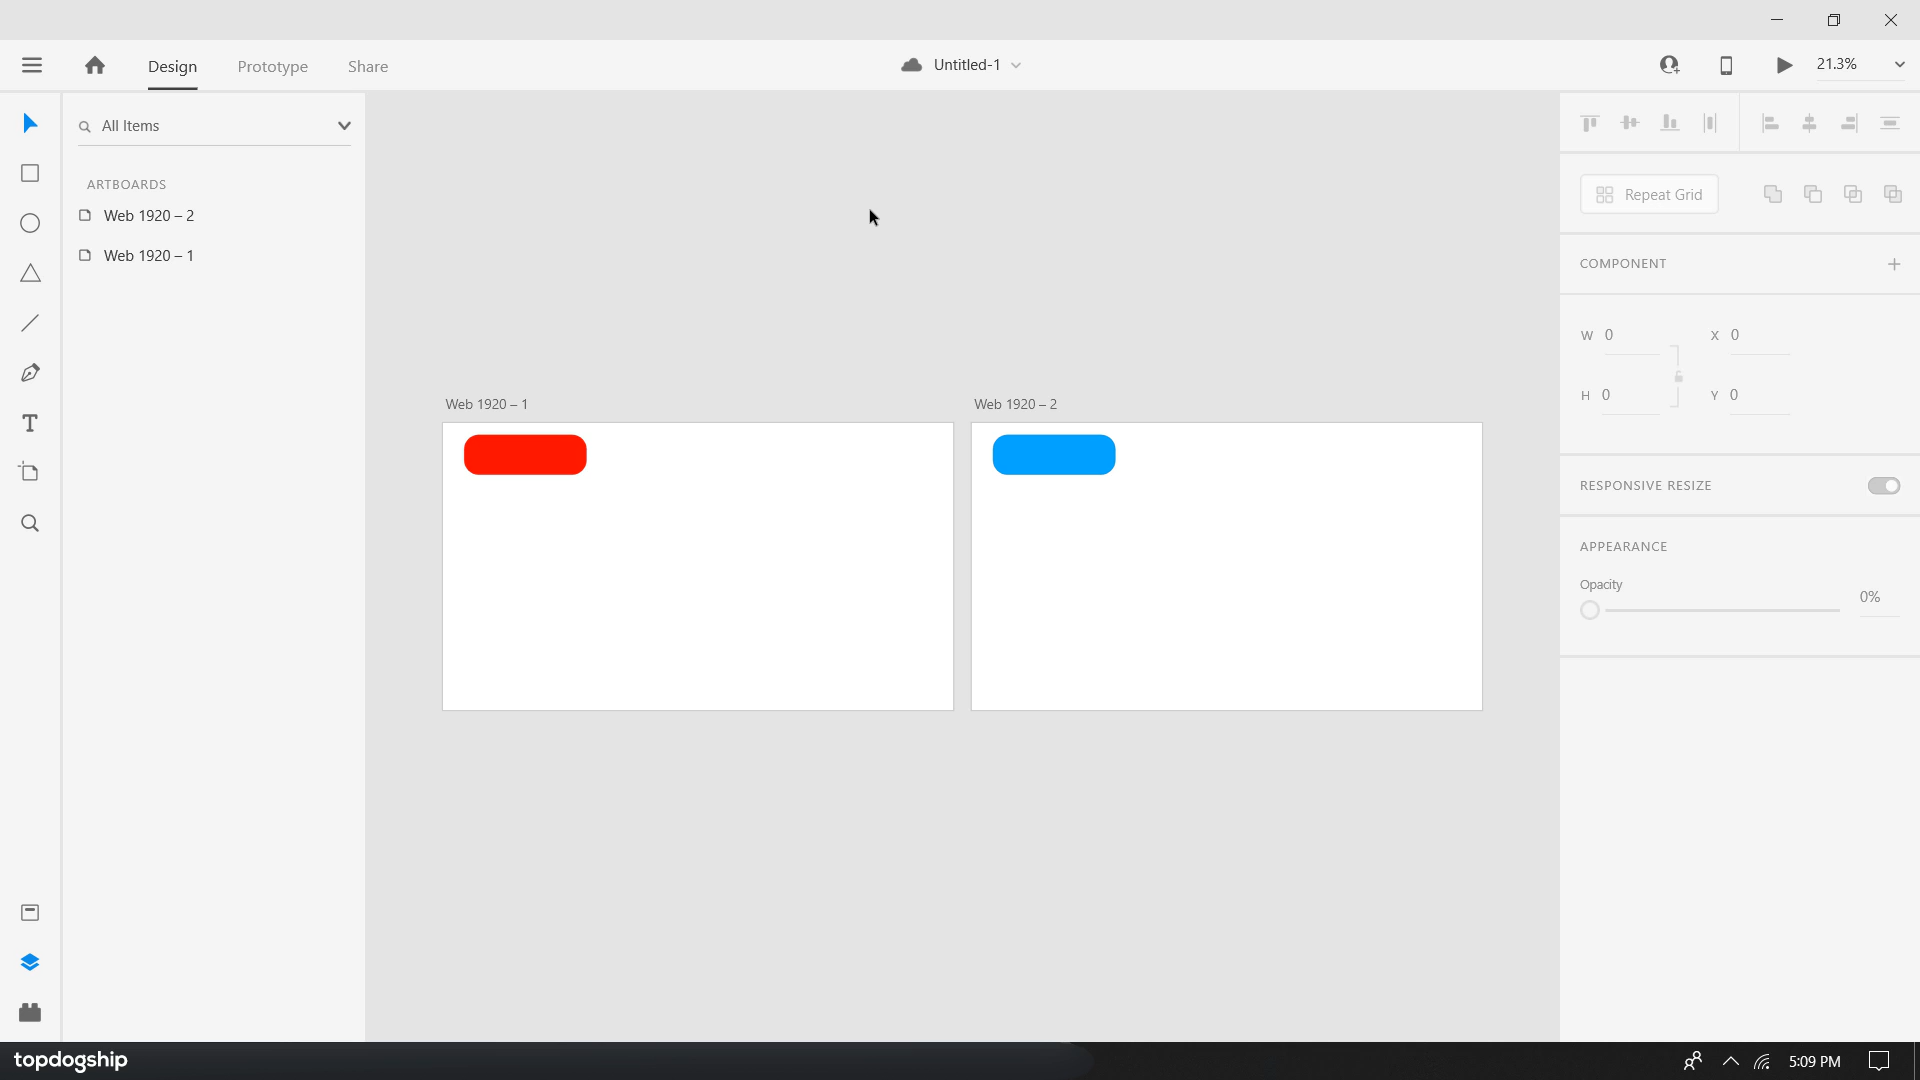 Design
Prototype
Share
Untitled-1
21.3%
All Items
ARTBOARDS
Web 1920 – 2
Web 1920 – 1
Web 1920 – 1
Web 1920 – 2
Repeat Grid
COMPONENT
W 0
X 0
H 0
Y 0
RESPONSIVE RESIZE
APPEARANCE
Opacity
0%
topdogship
5:09 PM